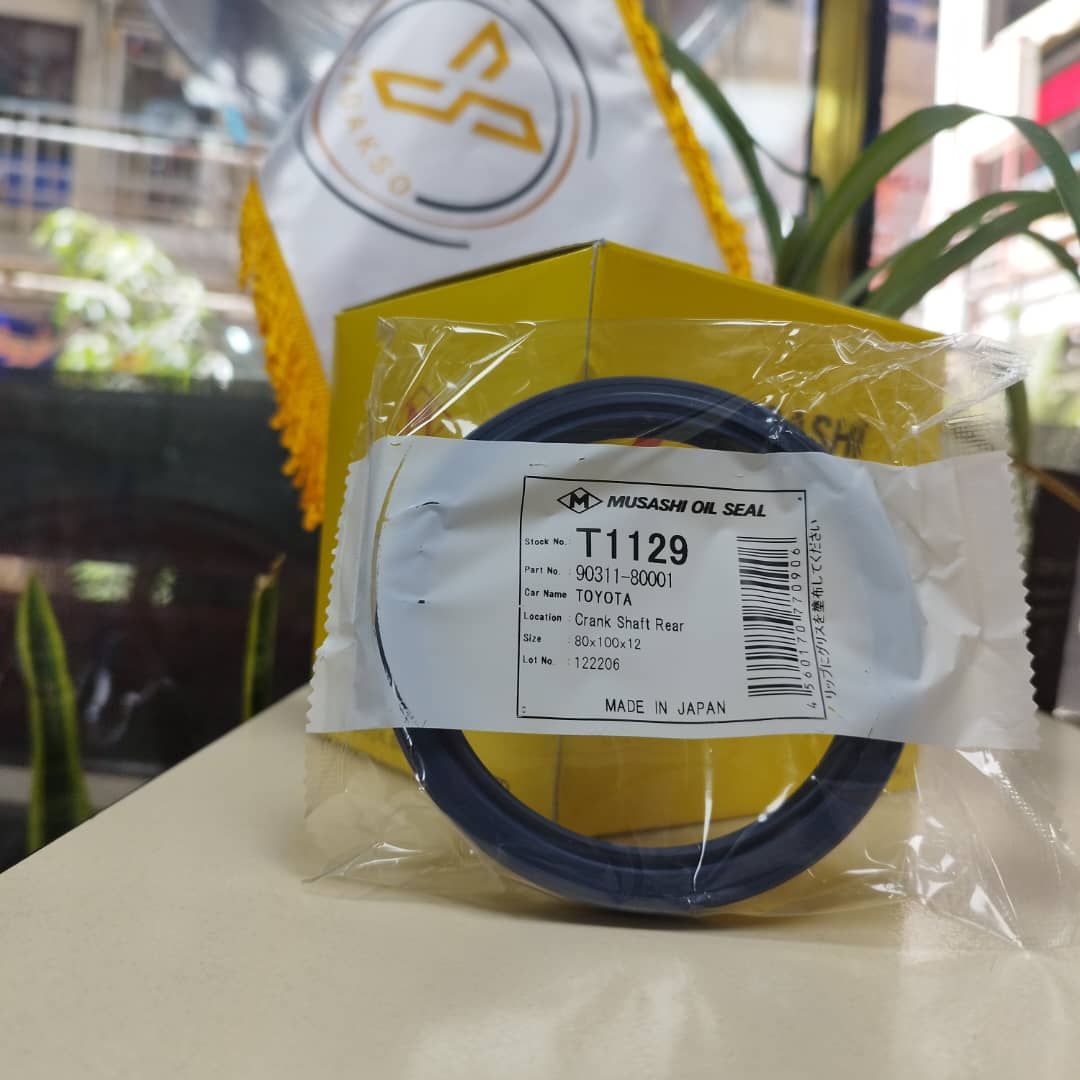 MUSASHI OIL SEAL
Stock No. : T1129
Part No. : 90311-80001
Car Name : TOYOTA
Location : Crank Shaft Rear
Size : 80x100x12
Lot No. : 122206
MADE IN JAPAN
4560170770906
リップにグリスを塗布してください